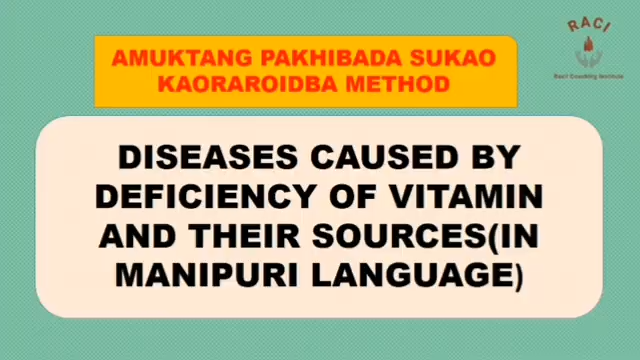 RACI
Raci Coaching Institute
AMUKTANG PAKHIBADA SUKAO
KAORAROIDBA METHOD
DISEASES CAUSED BY
DEFICIENCY OF VITAMIN
AND THEIR SOURCES(IN
MANIPURI LANGUAGE)